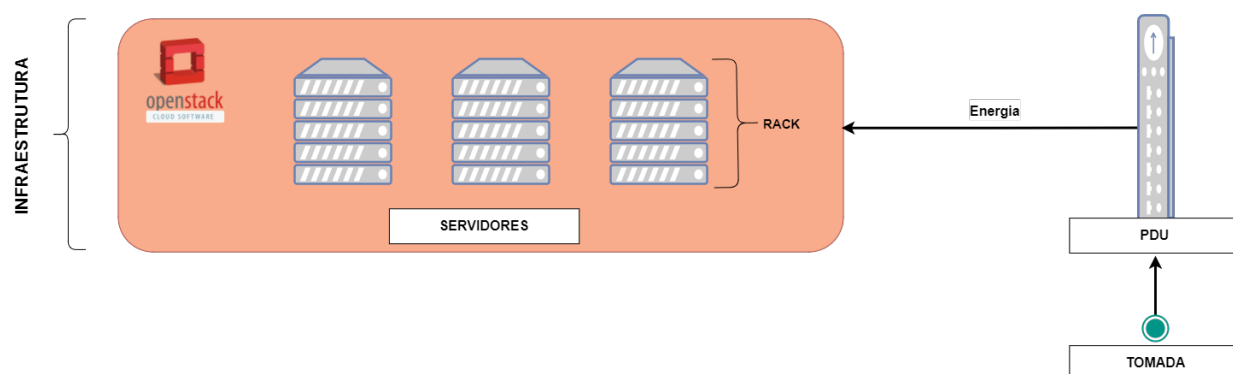 INFRAESTRUTURA
openstack
CLOUD SOFTWARE
RACK
SERVIDORES
Energia
PDU
TOMADA